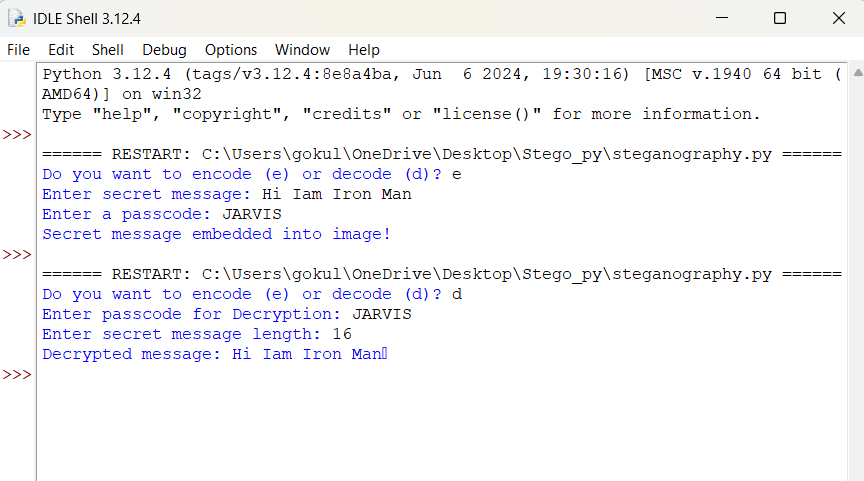 IDLE Shell 3.12.4
File Edit Shell Debug Options Window Help
Python 3.12.4 (tags/v3.12.4:8e8a4ba, Jun  6 2024, 19:30:16) [MSC v.1940 64 bit (
AMD64)] on win32
Type "help", "copyright", "credits" or "license()" for more information.
>>>
====== RESTART: C:\Users\gokul\OneDrive\Desktop\Stego_py\steganography.py ======
Do you want to encode (e) or decode (d)? e
Enter secret message: Hi Iam Iron Man
Enter a passcode: JARVIS
Secret message embedded into image!
>>>
====== RESTART: C:\Users\gokul\OneDrive\Desktop\Stego_py\steganography.py ======
Do you want to encode (e) or decode (d)? d
Enter passcode for Decryption: JARVIS
Enter secret message length: 16
Decrypted message: Hi Iam Iron Man▯
>>>